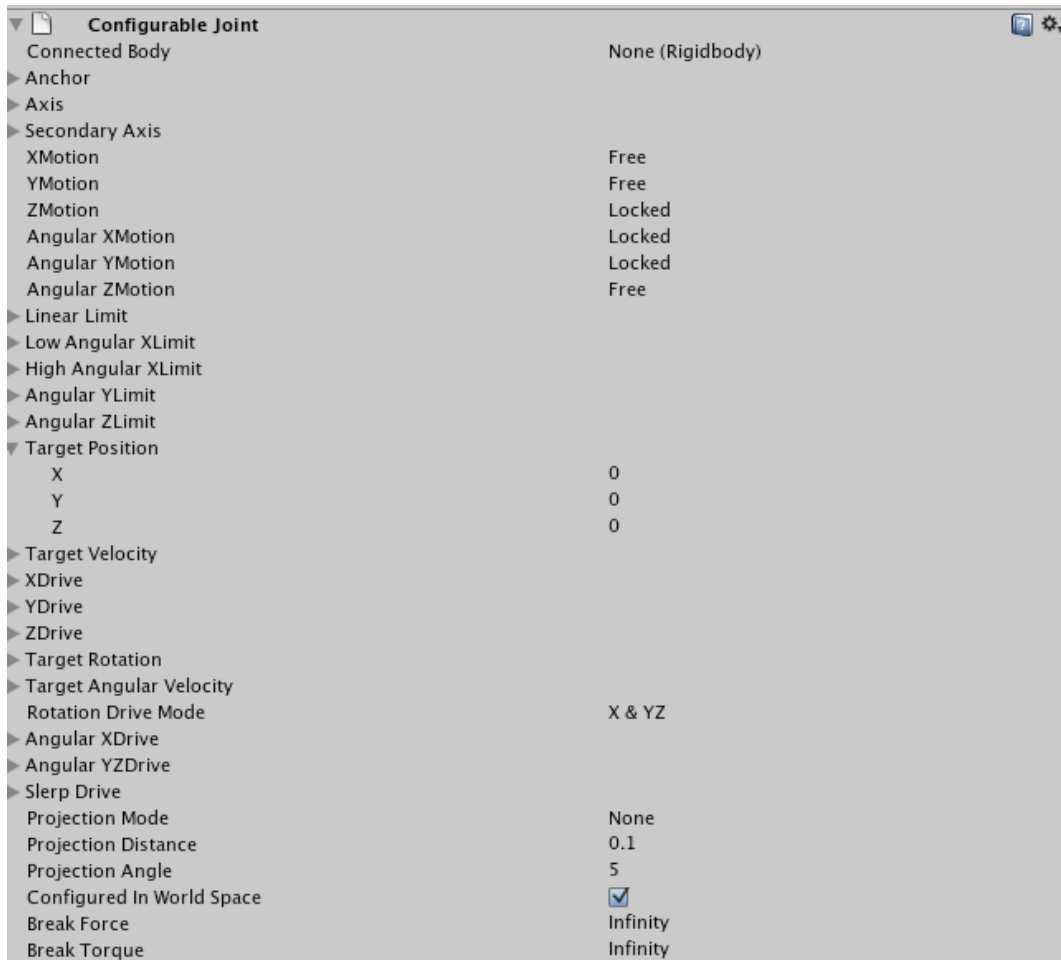 Configurable Joint
Connected Body None (Rigidbody)
Anchor
Axis
Secondary Axis
XMotion Free
YMotion Free
ZMotion Locked
Angular XMotion Locked
Angular YMotion Locked
Angular ZMotion Free
Linear Limit
Low Angular XLimit
High Angular XLimit
Angular YLimit
Angular ZLimit
Target Position
X 0
Y 0
Z 0
Target Velocity
XDrive
YDrive
ZDrive
Target Rotation
Target Angular Velocity
Rotation Drive Mode X & YZ
Angular XDrive
Angular YZDrive
Slerp Drive
Projection Mode None
Projection Distance 0.1
Projection Angle 5
Configured In World Space
Break Force Infinity
Break Torque Infinity